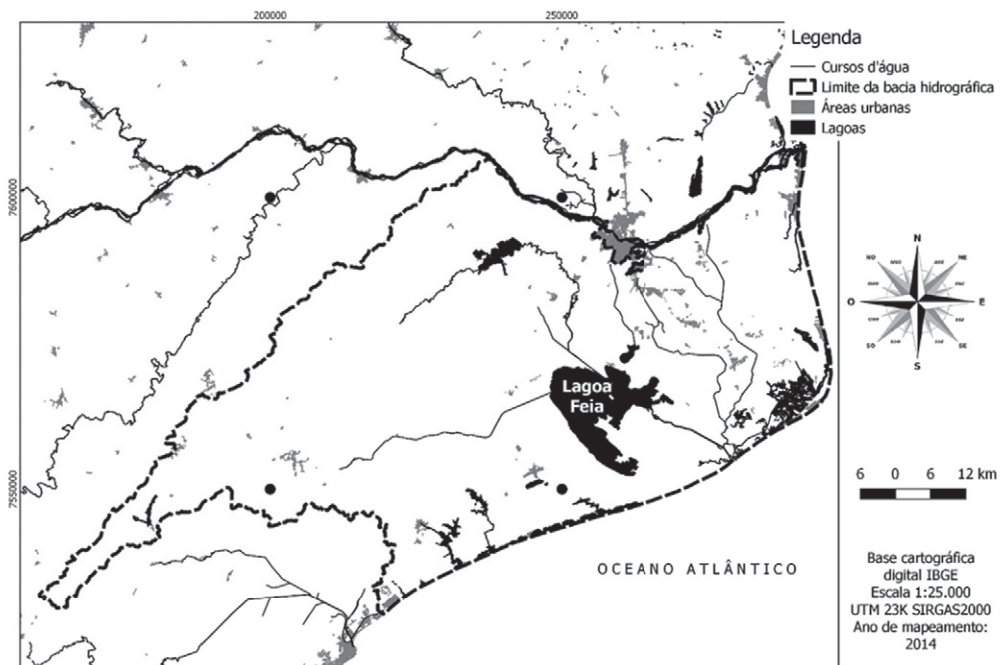 200000
250000
7600000
7550000
Lagoa
Feia
OCEANO ATLÂNTICO
Legenda
Cursos d'água
Limite da bacia hidrográfica
Áreas urbanas
Lagoas
N
NO
NE
O
E
SO
SE
S
6 0 6 12 km
Base cartográfica
digital IBGE
Escala 1:25.000
UTM 23K SIRGAS2000
Ano de mapeamento:
2014